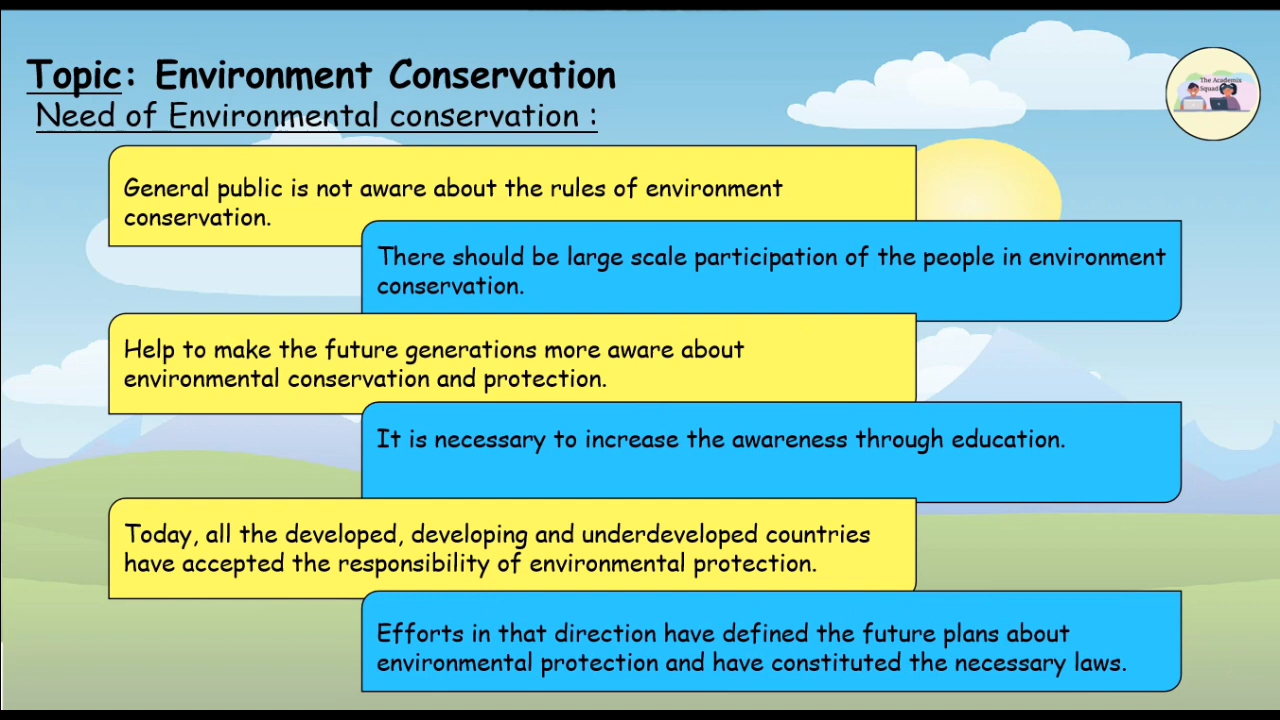 Topic: Environment Conservation
Need of Environmental conservation :
The Academix
Squad
General public is not aware about the rules of environment
conservation.
There should be large scale participation of the people in environment
conservation.
Help to make the future generations more aware about
environmental conservation and protection.
It is necessary to increase the awareness through education.
Today, all the developed, developing and underdeveloped countries
have accepted the responsibility of environmental protection.
Efforts in that direction have defined the future plans about
environmental protection and have constituted the necessary laws.